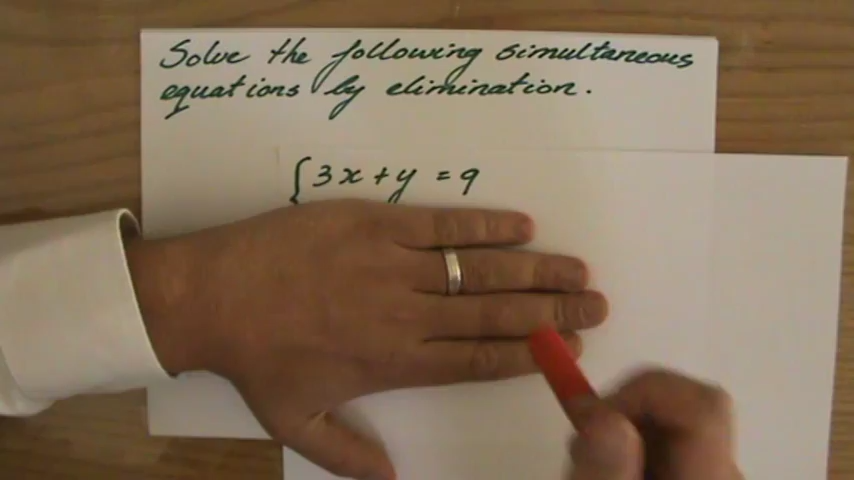 Solve the following simultaneous
equations by elimination.
3x + y = 9